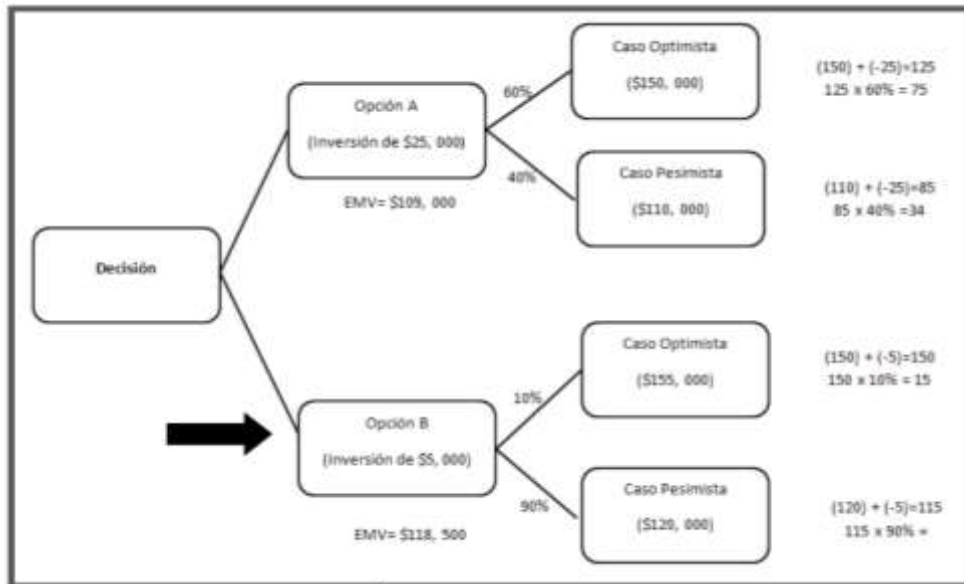 Decisión
Opción A
(Inversión de $25, 000)
EMV= $109, 000
60%
40%
Caso Optimista
($150, 000)
(150) + (-25)=125
125 x 60% = 75
Caso Pesimista
($110, 000)
(110) + (-25)=85
85 x 40% =34
Opción B
(Inversión de $5, 000)
EMV= $118, 500
10%
90%
Caso Optimista
($155, 000)
(150) + (-5)=150
150 x 10% = 15
Caso Pesimista
($120, 000)
(120) + (-5)=115
115 x 90% =